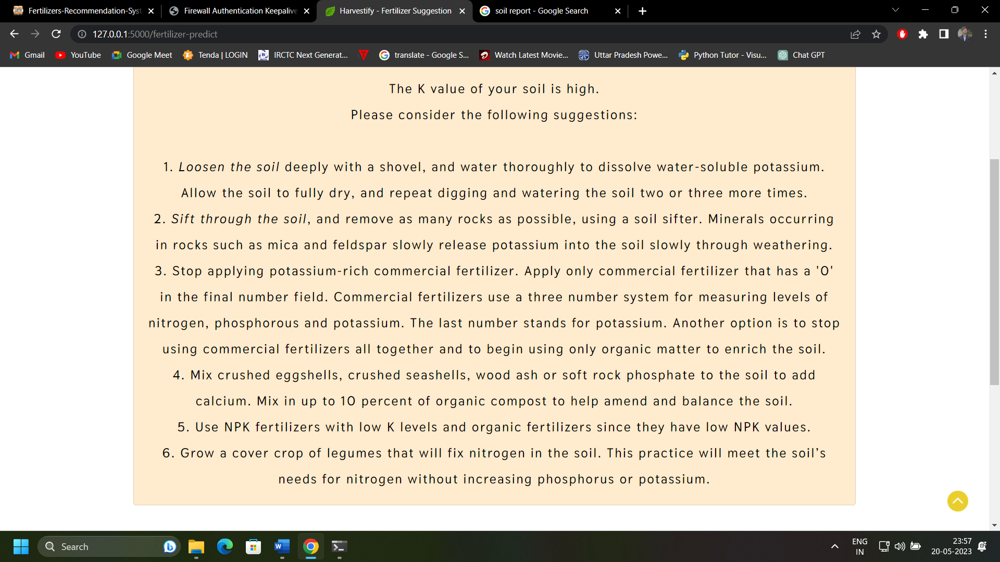 Fertilizers-Recommendation-Syst
Firewall Authentication Keepalive
Harvestify - Fertilizer Suggestion
soil report - Google Search
127.0.0.1:5000/fertilizer-predict
Gmail
YouTube
Google Meet
Tenda | LOGIN
IRCTC Next Generat...
translate - Google S...
Watch Latest Movie...
Uttar Pradesh Powe...
Python Tutor - Visu...
Chat GPT
The K value of your soil is high.
Please consider the following suggestions:
1. Loosen the soil deeply with a shovel, and water thoroughly to dissolve water-soluble potassium.
Allow the soil to fully dry, and repeat digging and watering the soil two or three more times.
2. Sift through the soil, and remove as many rocks as possible, using a soil sifter. Minerals occurring
in rocks such as mica and feldspar slowly release potassium into the soil slowly through weathering.
3. Stop applying potassium-rich commercial fertilizer. Apply only commercial fertilizer that has a '0'
in the final number field. Commercial fertilizers use a three number system for measuring levels of
nitrogen, phosphorous and potassium. The last number stands for potassium. Another option is to stop
using commercial fertilizers all together and to begin using only organic matter to enrich the soil.
4. Mix crushed eggshells, crushed seashells, wood ash or soft rock phosphate to the soil to add
calcium. Mix in up to 10 percent of organic compost to help amend and balance the soil.
5. Use NPK fertilizers with low K levels and organic fertilizers since they have low NPK values.
6. Grow a cover crop of legumes that will fix nitrogen in the soil. This practice will meet the soil’s
needs for nitrogen without increasing phosphorus or potassium.
Search
ENG
IN
23:57
20-05-2023